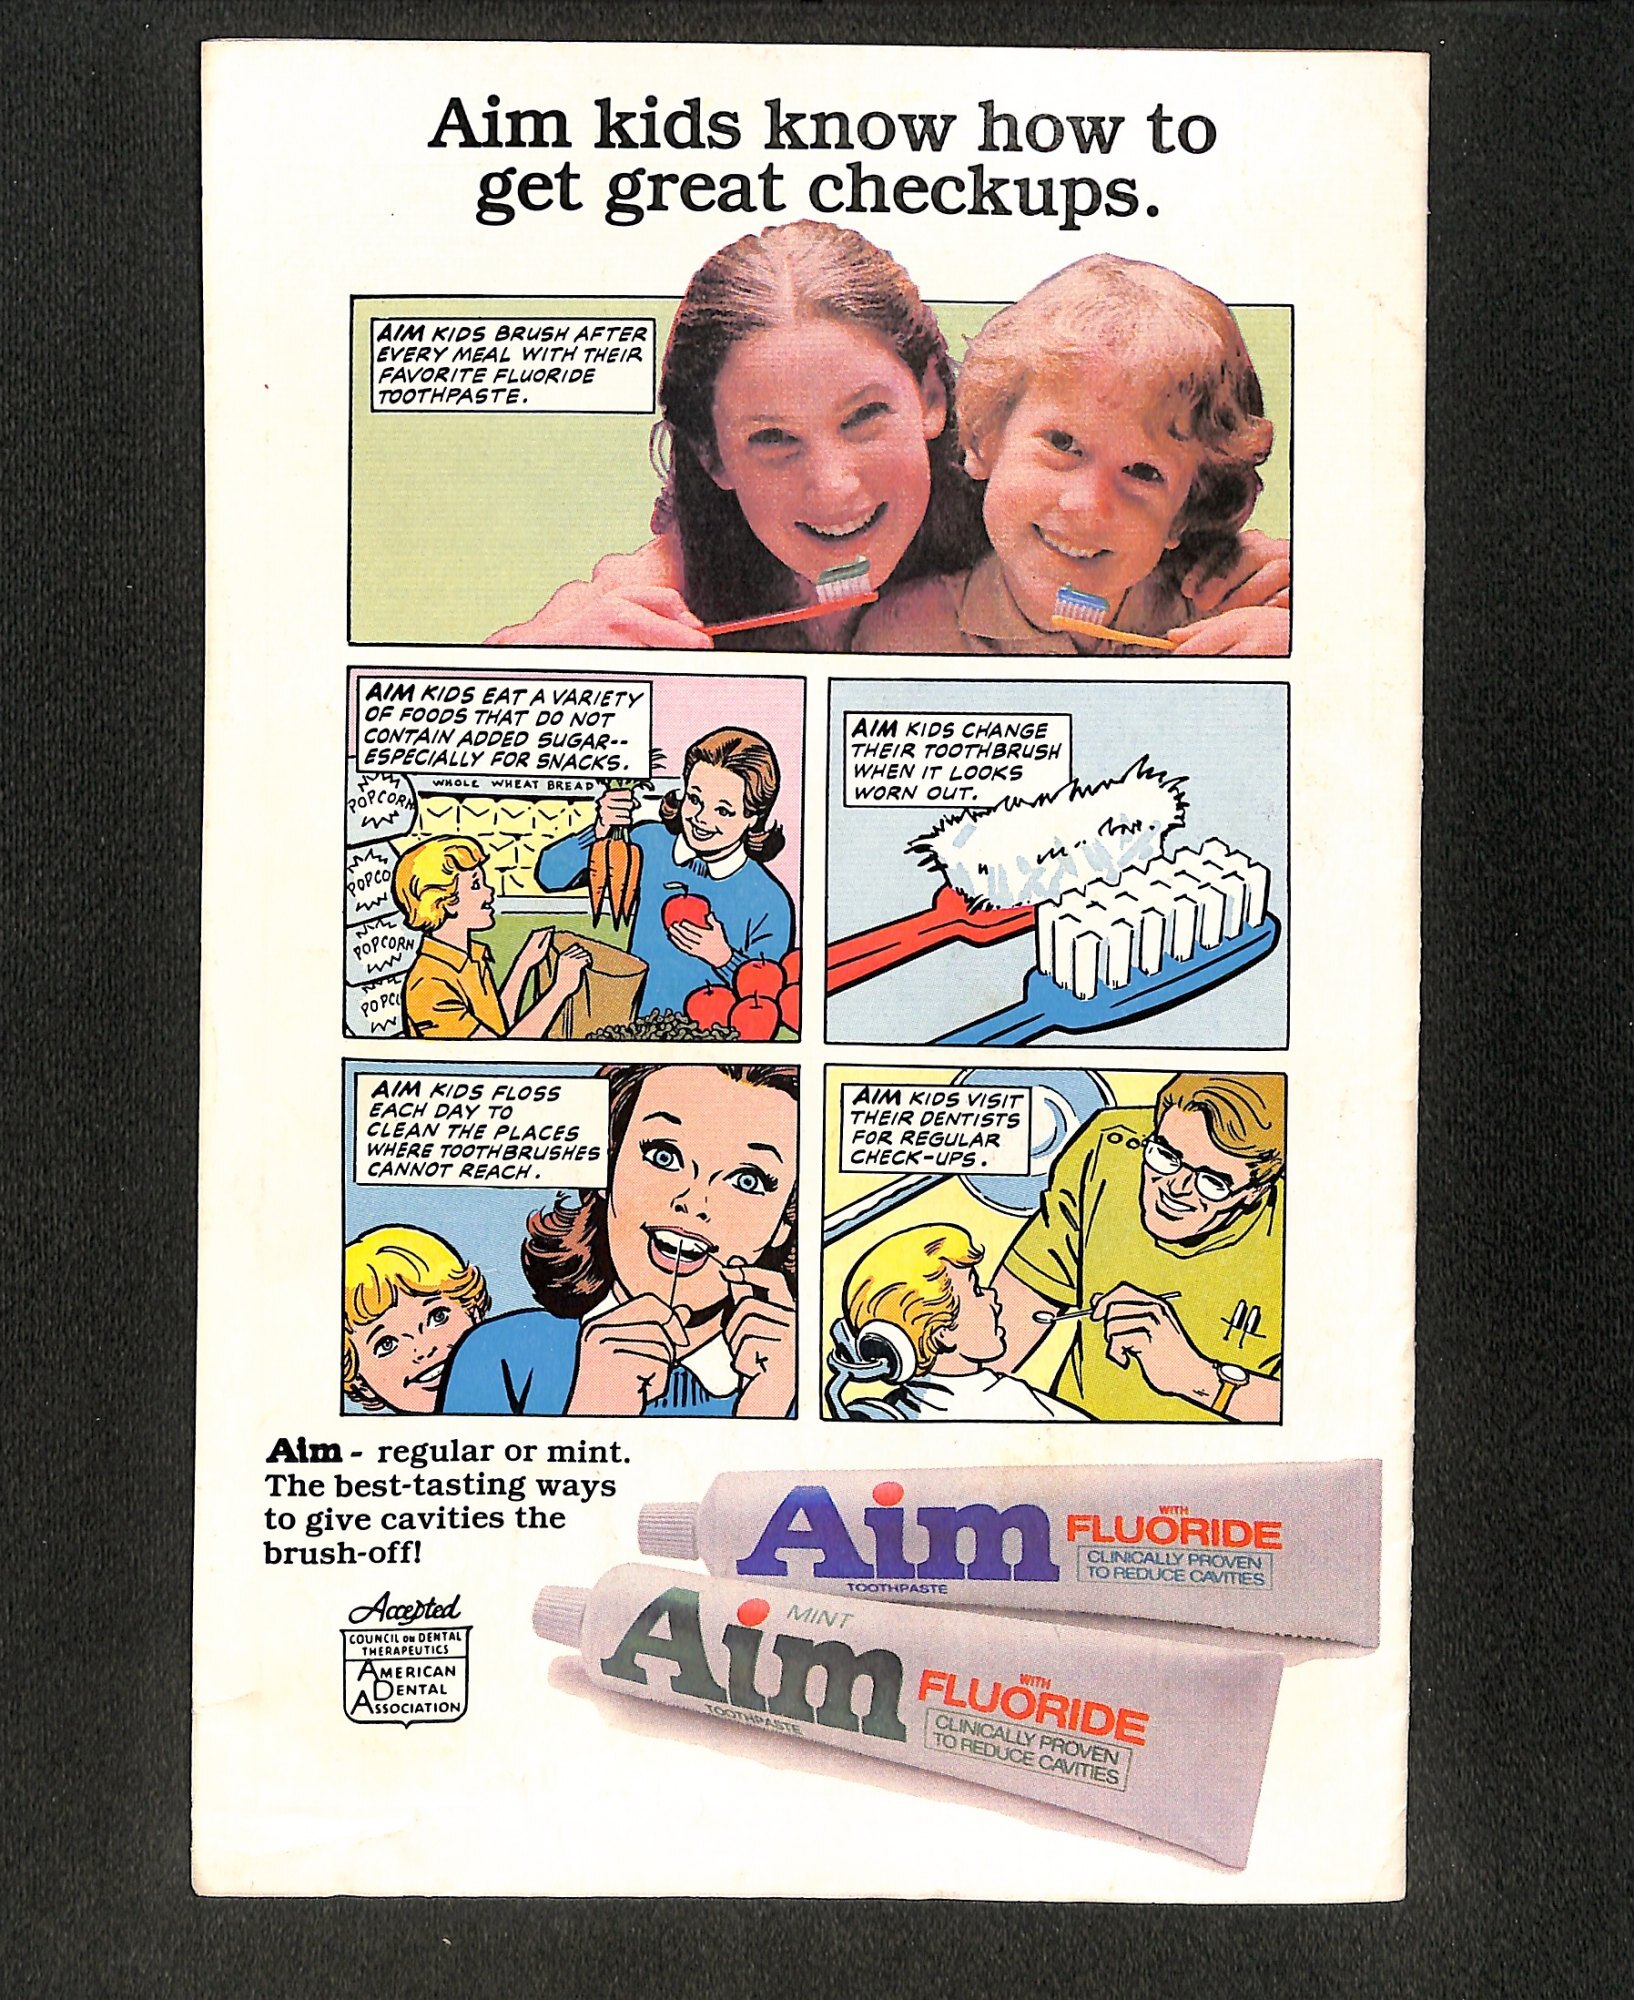 Aim kids know how to
get great checkups.
AIM KIDS BRUSH AFTER
EVERY MEAL WITH THEIR
FAVORITE FLUORIDE
TOOTHPASTE.
AIM KIDS EAT A VARIETY
OF FOODS THAT DO NOT
CONTAIN ADDED SUGAR--
ESPECIALLY FOR SNACKS.
WHOLE WHEAT BREAD
POPCORN
POPCO
POPCORN
POPC
AIM KIDS CHANGE
THEIR TOOTHBRUSH
WHEN IT LOOKS
WORN OUT.
AIM KIDS FLOSS
EACH DAY TO
CLEAN THE PLACES
WHERE TOOTHBRUSHES
CANNOT REACH.
AIM KIDS VISIT
THEIR DENTISTS
FOR REGULAR
CHECK-UPS.
Aim - regular or mint.
The best-tasting ways
to give cavities the
brush-off!
Accepted
COUNCIL ON DENTAL
THERAPEUTICS
AMERICAN
DENTAL
ASSOCIATION
Aim
TOOTHPASTE
WITH
FLUORIDE
CLINICALLY PROVEN
TO REDUCE CAVITIES
Aim
MINT
TOOTHPASTE
WITH
FLUORIDE
CLINICALLY PROVEN
TO REDUCE CAVITIES